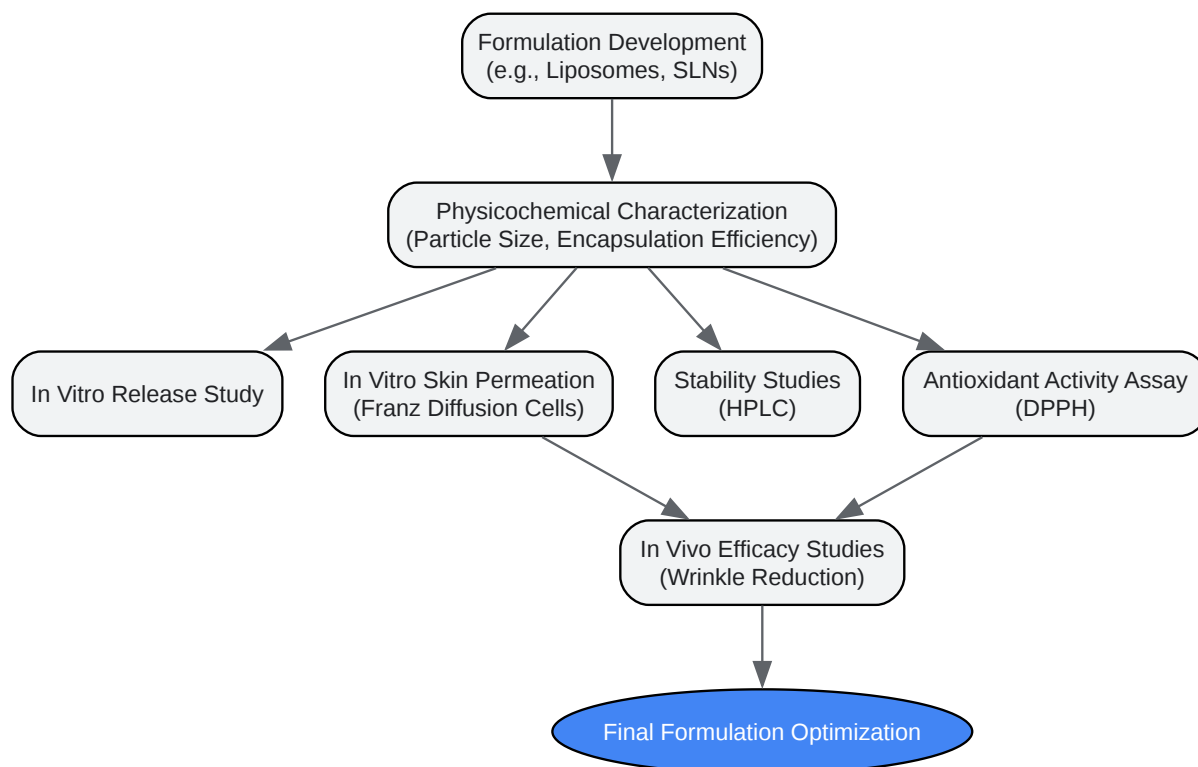 Formulation Development
(e.g., Liposomes, SLNs)
Physicochemical Characterization
(Particle Size, Encapsulation Efficiency)
In Vitro Release Study
In Vitro Skin Permeation
(Franz Diffusion Cells)
Stability Studies
(HPLC)
Antioxidant Activity Assay
(DPPH)
In Vivo Efficacy Studies
(Wrinkle Reduction)
Final Formulation Optimization